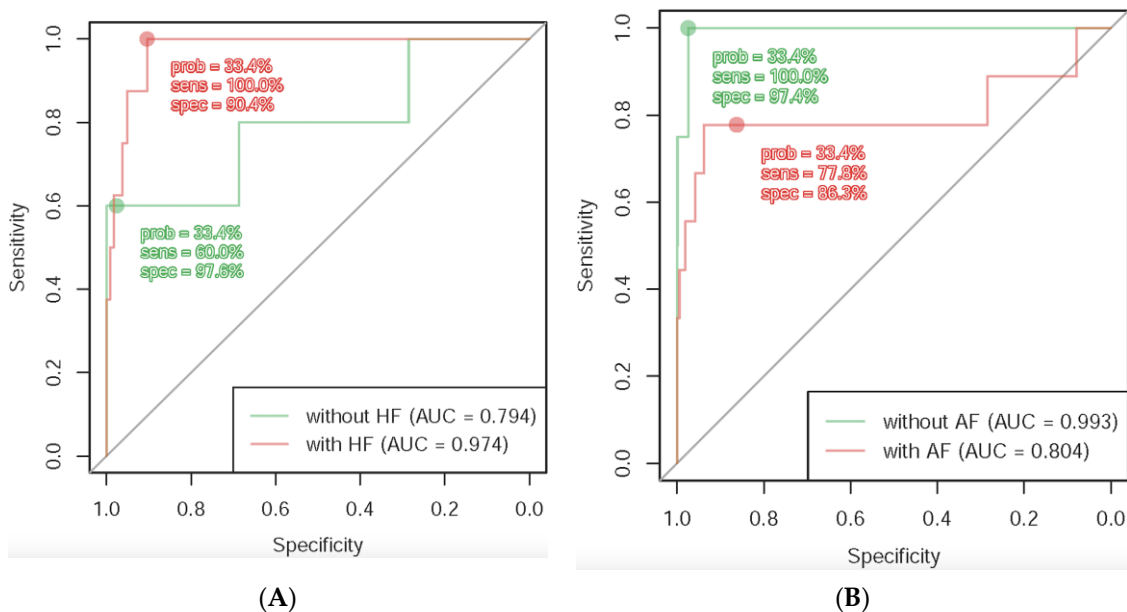 1.0
0.8
0.6
0.4
0.2
0.0
Sensitivity
prob = 33.4%
sens = 100.0%
spec = 90.4%
prob = 33.4%
sens = 60.0%
spec = 97.6%
without HF (AUC = 0.794)
with HF (AUC = 0.974)
1.0 0.8 0.6 0.4 0.2 0.0
Specificity
(A)
1.0
0.8
0.6
0.4
0.2
0.0
Sensitivity
prob = 33.4%
sens = 100.0%
spec = 97.4%
prob = 33.4%
sens = 77.8%
spec = 86.3%
without AF (AUC = 0.993)
with AF (AUC = 0.804)
1.0 0.8 0.6 0.4 0.2 0.0
Specificity
(B)